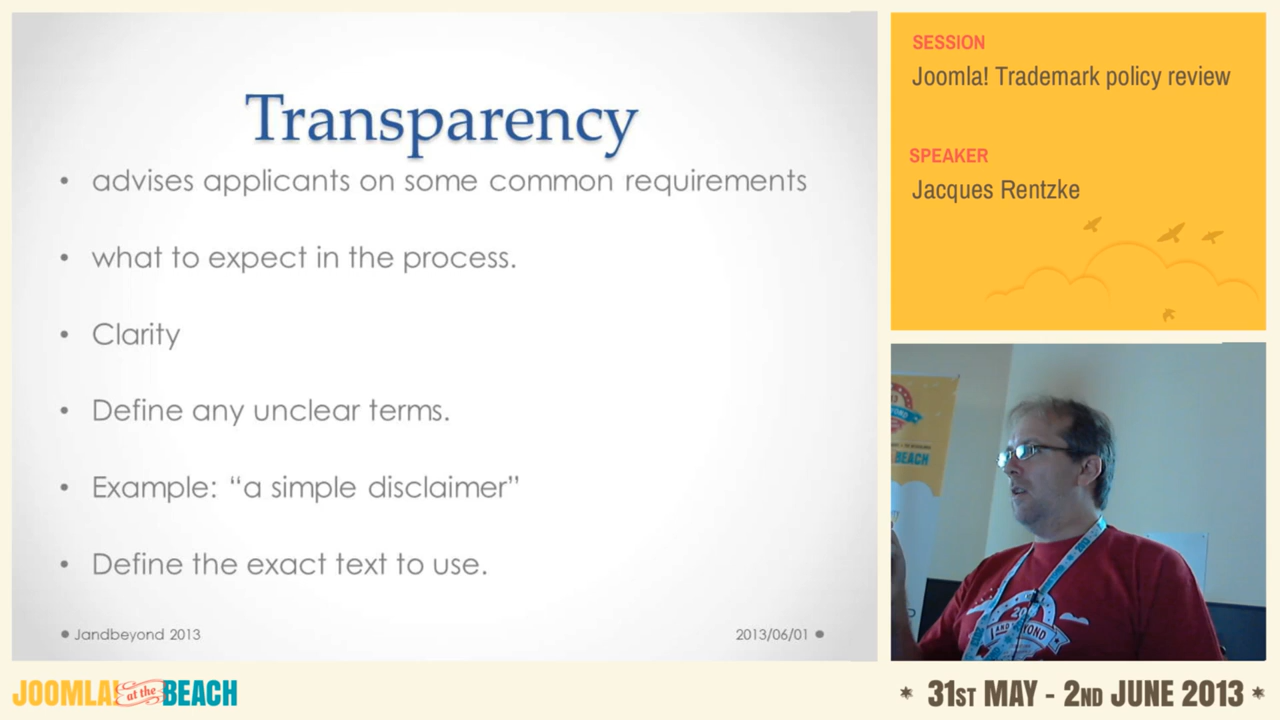 Transparency
• advises applicants on some common requirements
• what to expect in the process.
• Clarity
• Define any unclear terms.
• Example: “a simple disclaimer”
• Define the exact text to use.
Jandbeyond 2013
2013/06/01
SESSION
Joomla! Trademark policy review
SPEAKER
Jacques Rentzke
BEACH
JOOMLA! at the BEACH
* 31ST MAY - 2ND JUNE 2013 *